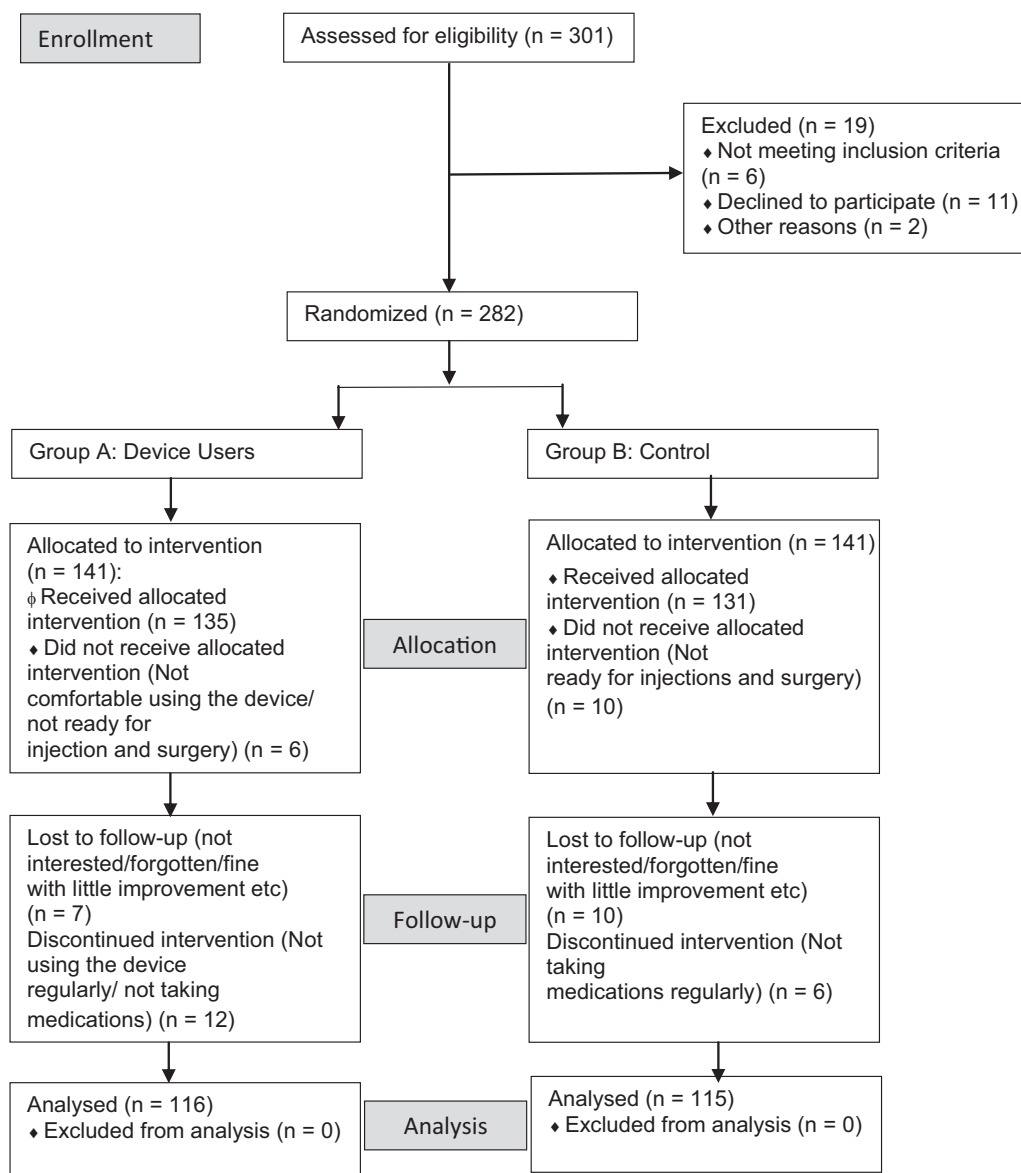 Enrollment
Assessed for eligibility (n = 301)
Excluded (n = 19)
♦ Not meeting inclusion criteria
(n = 6)
♦ Declined to participate (n = 11)
♦ Other reasons (n = 2)
Randomized (n = 282)
Group A: Device Users
Group B: Control
Allocated to intervention
(n = 141):
ϕ Received allocated
intervention (n = 135)
♦ Did not receive allocated
intervention (Not
comfortable using the device/
not ready for
injection and surgery) (n = 6)
Allocation
Allocated to intervention (n = 141)
♦ Received allocated
intervention (n = 131)
♦ Did not receive allocated
intervention (Not
ready for injections and surgery)
(n = 10)
Lost to follow-up (not
interested/forgotten/fine
with little improvement etc)
(n = 7)
Discontinued intervention (Not
using the device
regularly/ not taking
medications) (n = 12)
Follow-up
Lost to follow-up (not
interested/forgotten/fine
with little improvement etc)
(n = 10)
Discontinued intervention (Not
taking
medications regularly) (n = 6)
Analysed (n = 116)
♦ Excluded from analysis (n = 0)
Analysis
Analysed (n = 115)
♦ Excluded from analysis (n = 0)